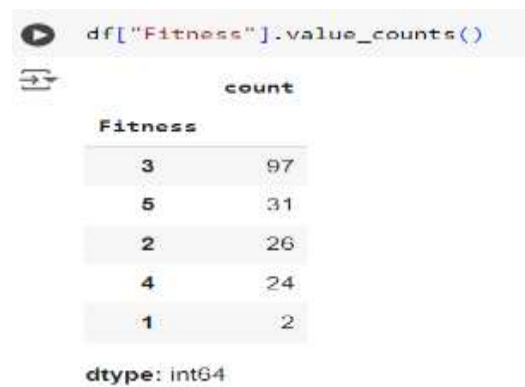 df["Fitness"].value_counts()
count
Fitness
3 97
5 31
2 26
4 24
1 2
dtype: int64